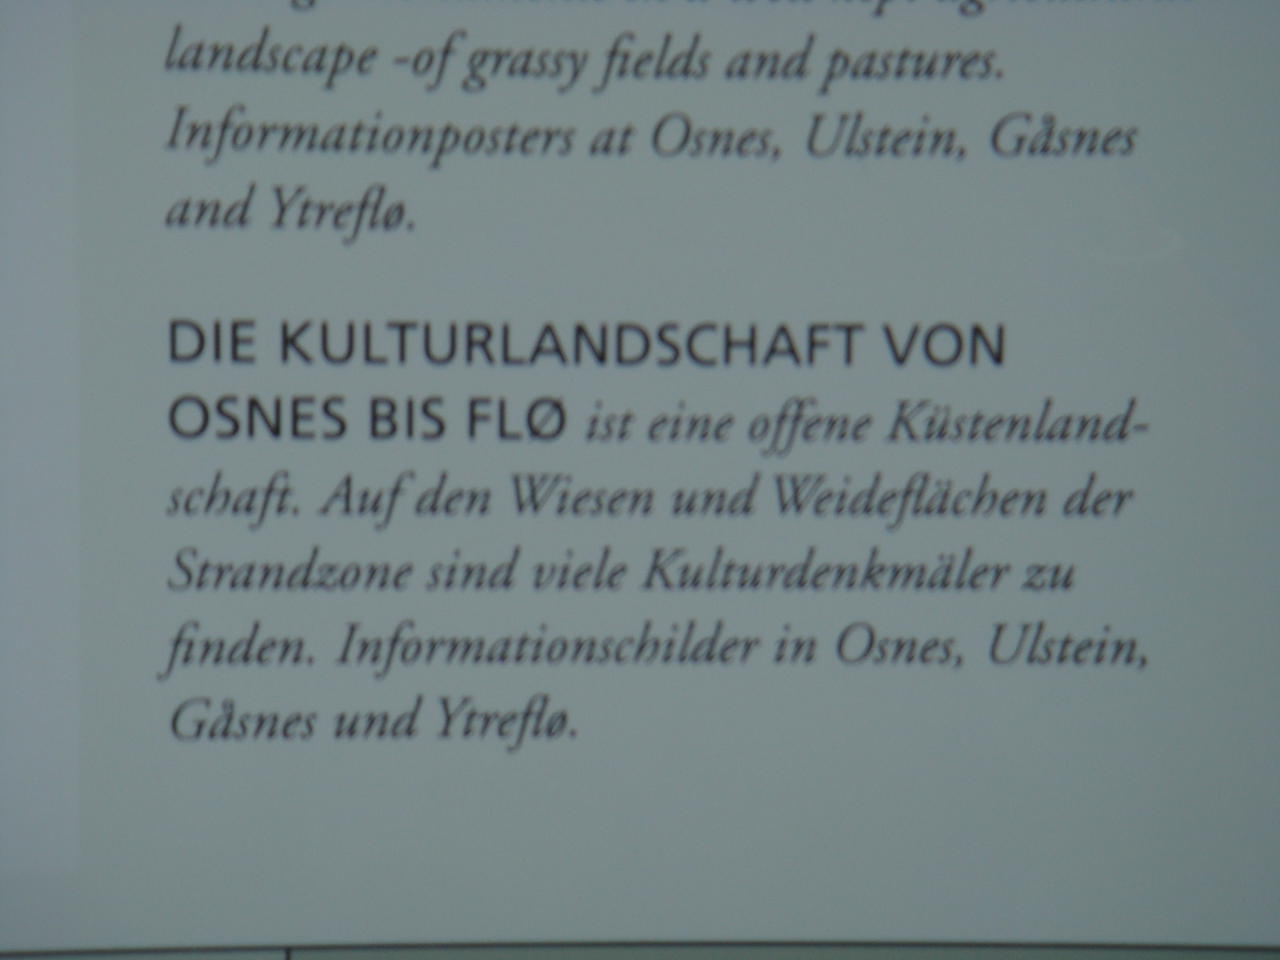 landscape -of grassy fields and pastures.
Informationposters at Osnes, Ulstein, Gåsnes
and Ytreflø.
DIE KULTURLANDSCHAFT VON
OSNES BIS FLØ ist eine offene Küstenland-
schaft. Auf den Wiesen und Weideflächen der
Strandzone sind viele Kulturdenkmäler zu
finden. Informationschilder in Osnes, Ulstein,
Gåsnes und Ytreflø.